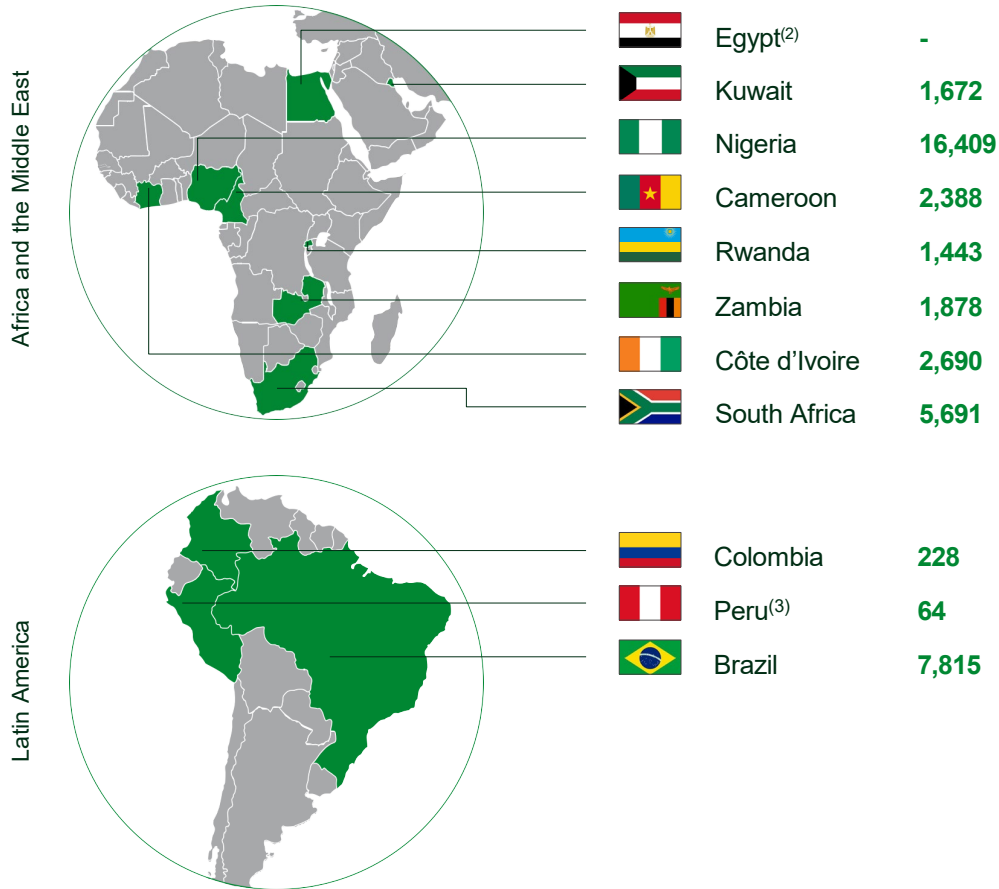 Africa and the Middle East
Egypt(2) -
Kuwait 1,672
Nigeria 16,409
Cameroon 2,388
Rwanda 1,443
Zambia 1,878
Côte d’Ivoire 2,690
South Africa 5,691
Latin America
Colombia 228
Peru(3) 64
Brazil 7,815